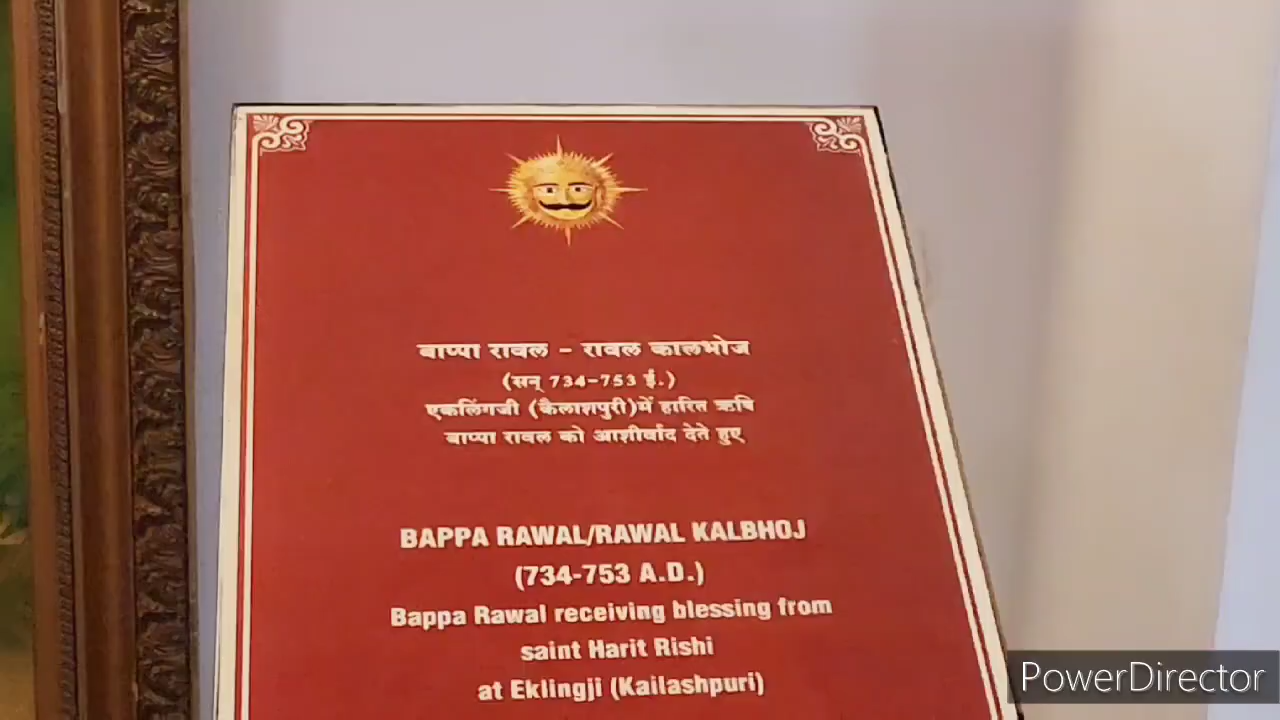 बाप्पा रावल - रावल कालभोज
(सन् 734-753 ई.)
एकलिंगजी (कैलाशपुरी)में हारित ऋषि
बाप्पा रावल को आशीर्वाद देते हुए
BAPPA RAWAL/RAWAL KALBHOJ
(734-753 A.D.)
Bappa Rawal receiving blessing from
saint Harit Rishi
at Eklingji (Kailashpuri)
PowerDirector